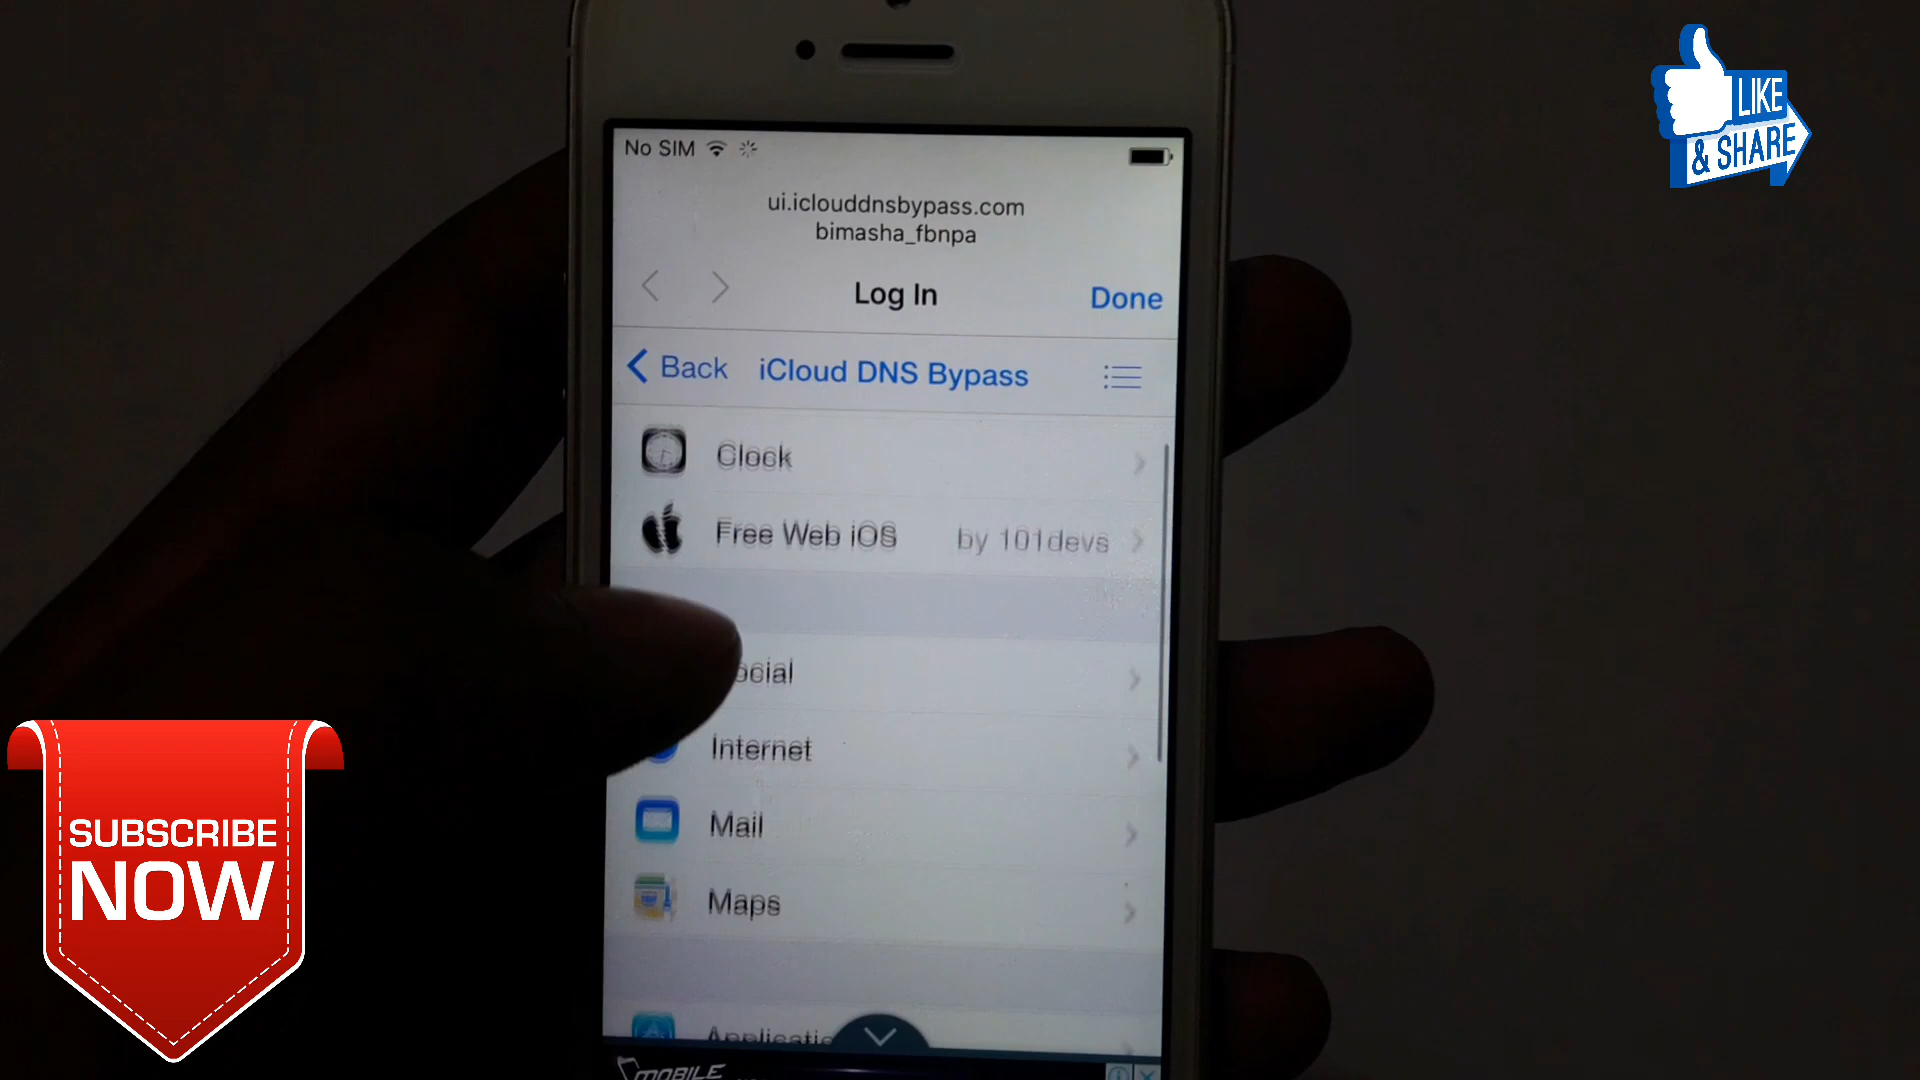 LIKE
& SHARE
No SIM
ui.iclouddnsbypass.com
bimasha_fbnpa
Log In
Done
Back
iCloud DNS Bypass
Clock
Free Web iOS
by 101devs
Internet
Mail
Maps
MOBILE
SUBSCRIBE
NOW